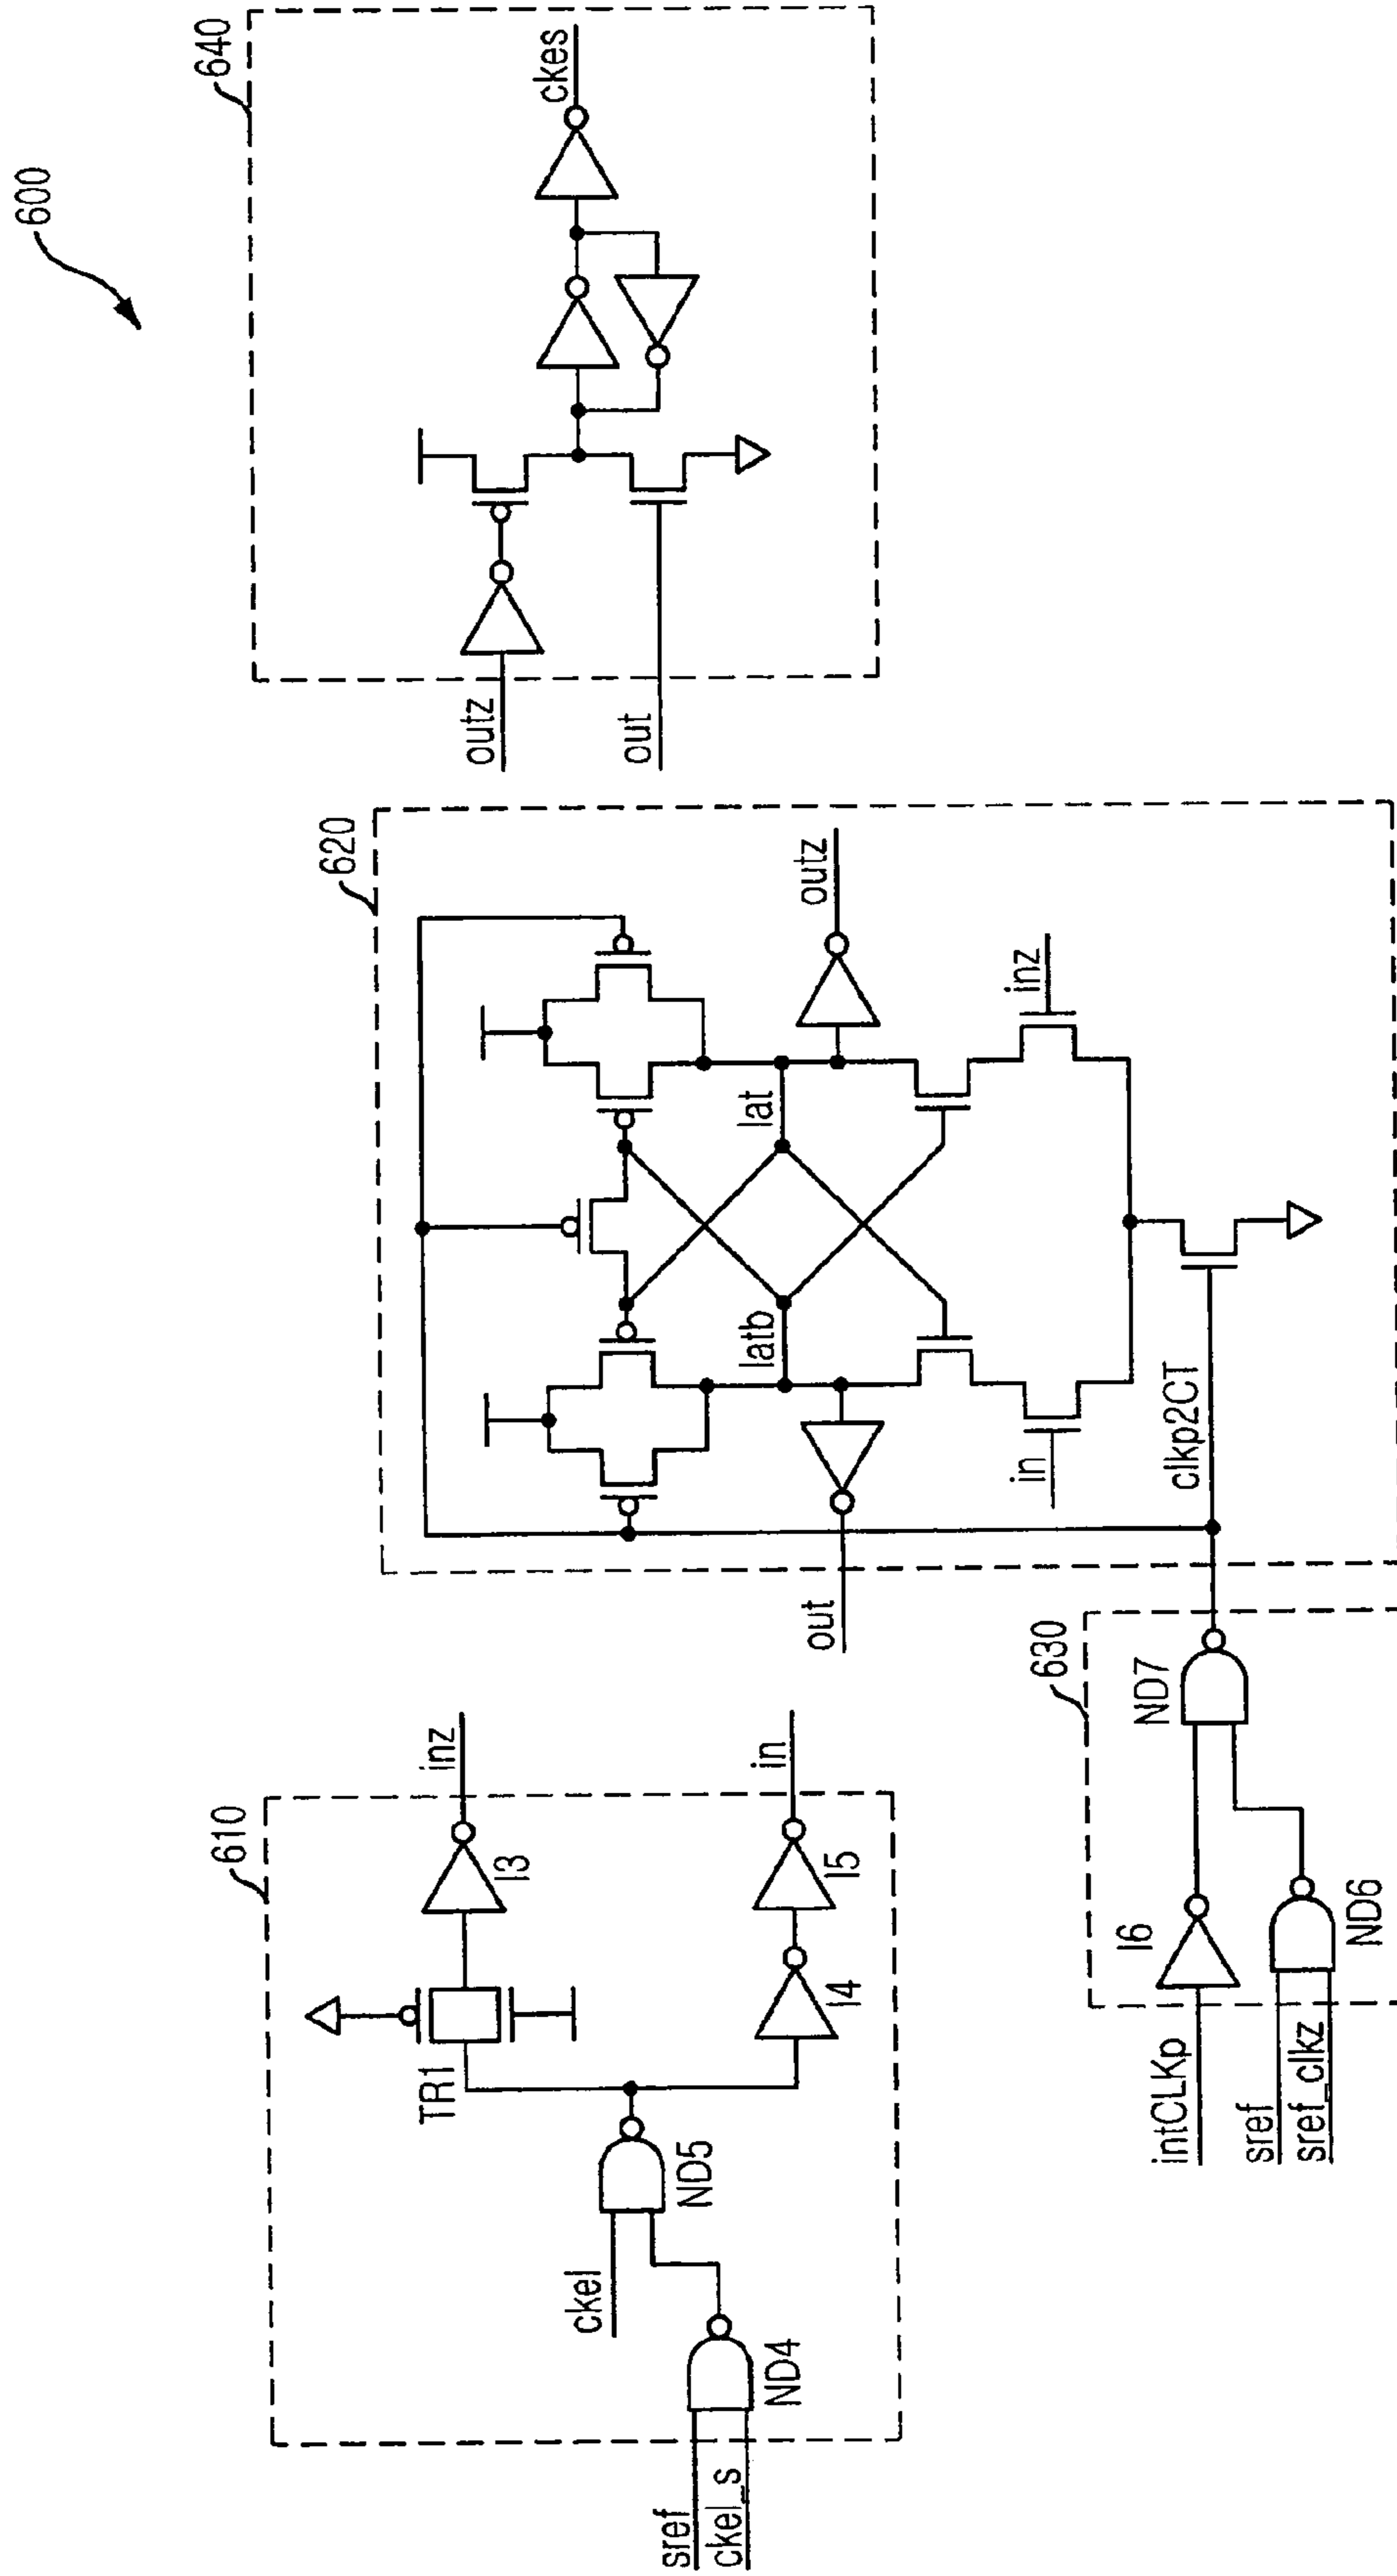 600
610
sref
ckel_s
ND4
ckel
ND5
TR1
I3
inz
I4
I5
in
620
out
in
latb
lat
outz
inz
clkp2CT
630
intCLKp
sref
sref_clkz
I6
ND6
ND7
640
outz
out
ckes